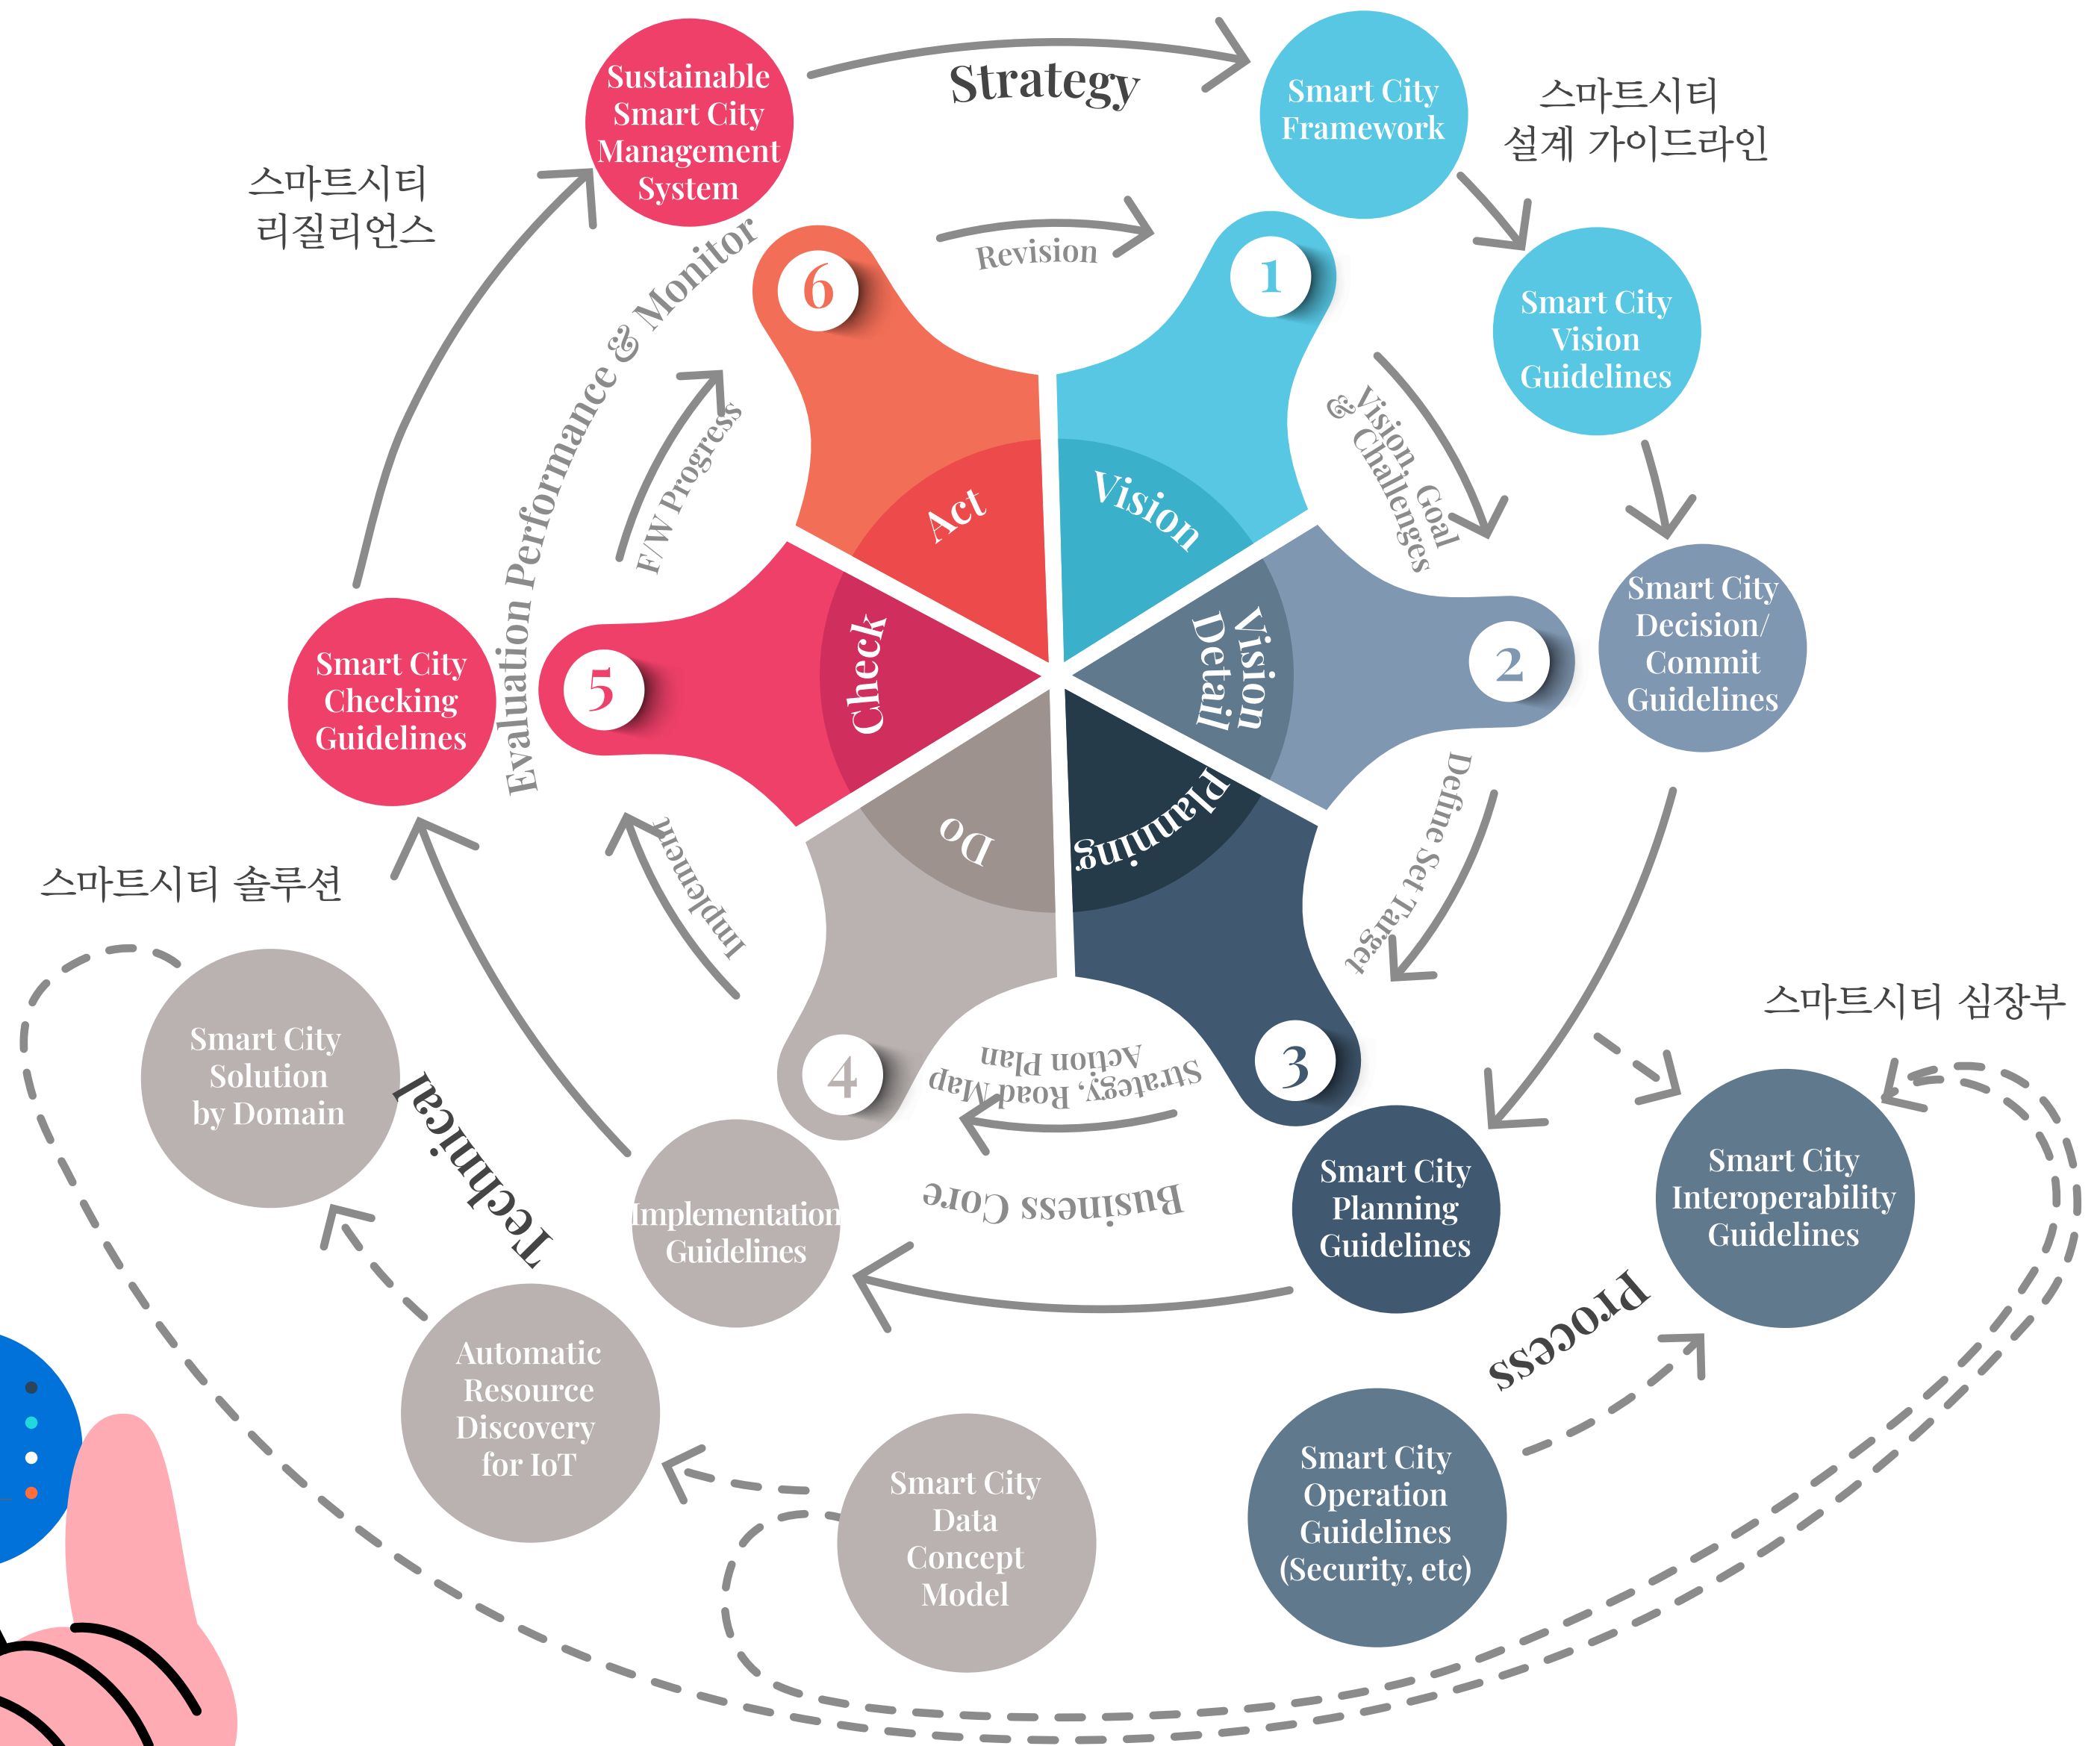 Strategy
Sustainable
Smart City
Management
System
Smart City
Framework
스마트시티
설계 가이드라인
스마트시티
리질리언스
Smart City
Vision
Guidelines
Revision
6
1
Evaluation Performance & Monitor
F/W Progress
Vision, Goal
& Challenges
Act
Vision
Smart City
Decision/
Commit
Guidelines
Smart City
Checking
Guidelines
5
Check
Vision
Detail
2
Do
Planning
Implement
Define Set Target
스마트시티 솔루션
스마트시티 심장부
4
3
Strategy, Road Map
Action Plan
Smart City
Solution
by Domain
Technical
Implementation
Guidelines
Business Core
Smart City
Planning
Guidelines
Smart City
Interoperability
Guidelines
Process
Automatic
Resource
Discovery
for IoT
Smart City
Data
Concept
Model
Smart City
Operation
Guidelines
(Security, etc)